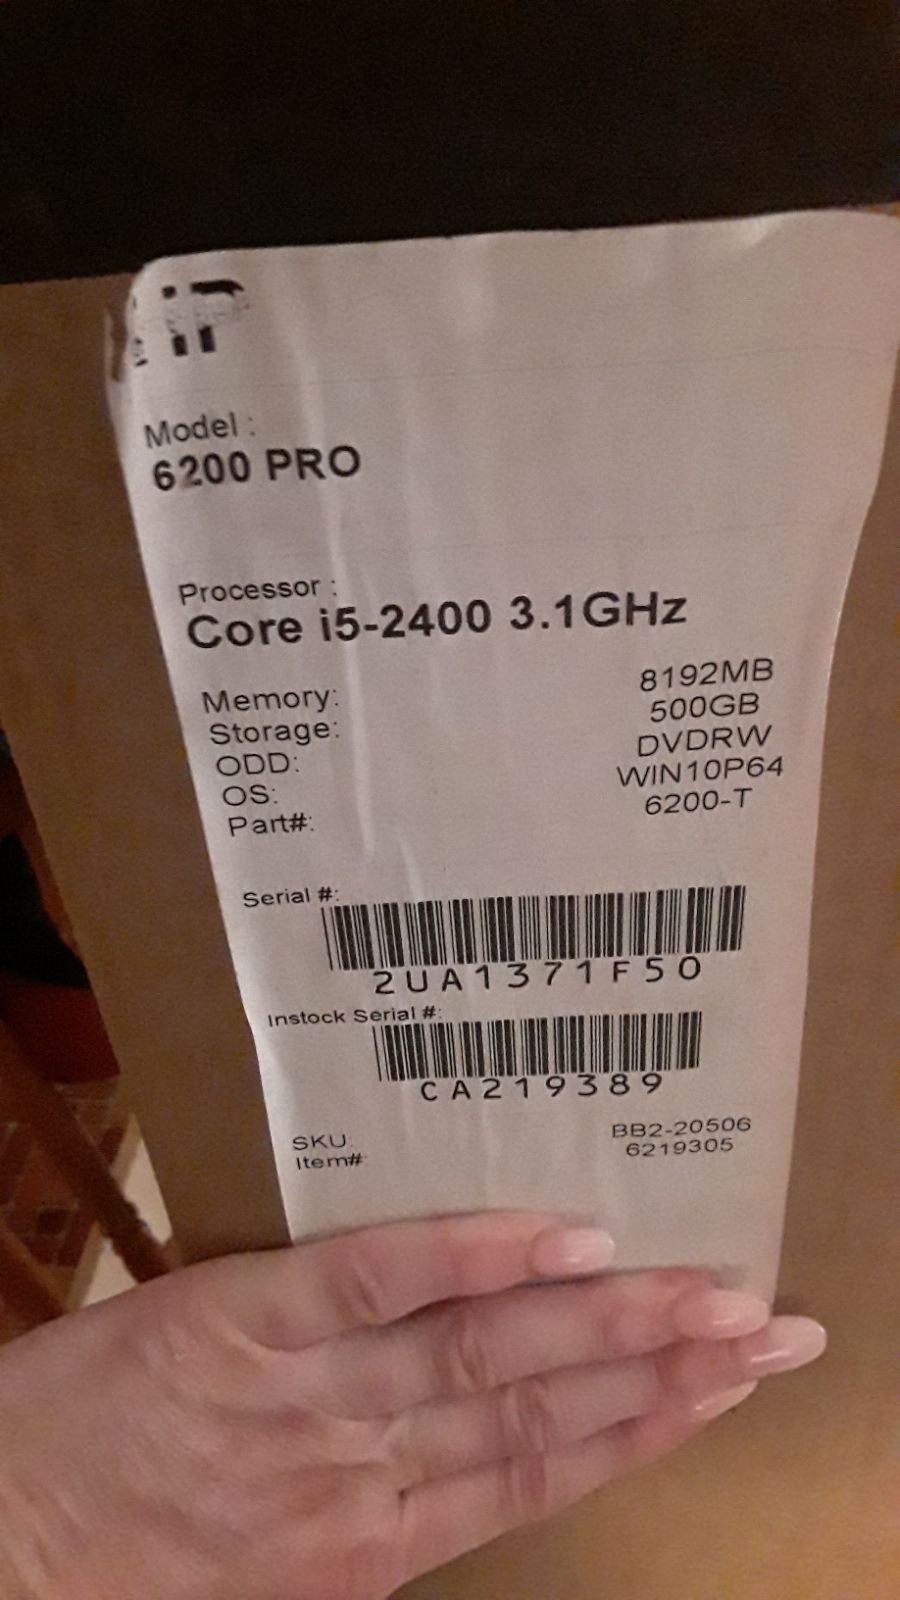 Model :
6200 PRO
Processor :
Core i5-2400 3.1GHz
Memory: 8192MB
Storage: 500GB
ODD: DVDRW
OS: WIN10P64
Part#: 6200-T
Serial #:
2UA1371F50
Instock Serial #:
CA219389
SKU: BB2-20506
Item#: 6219305